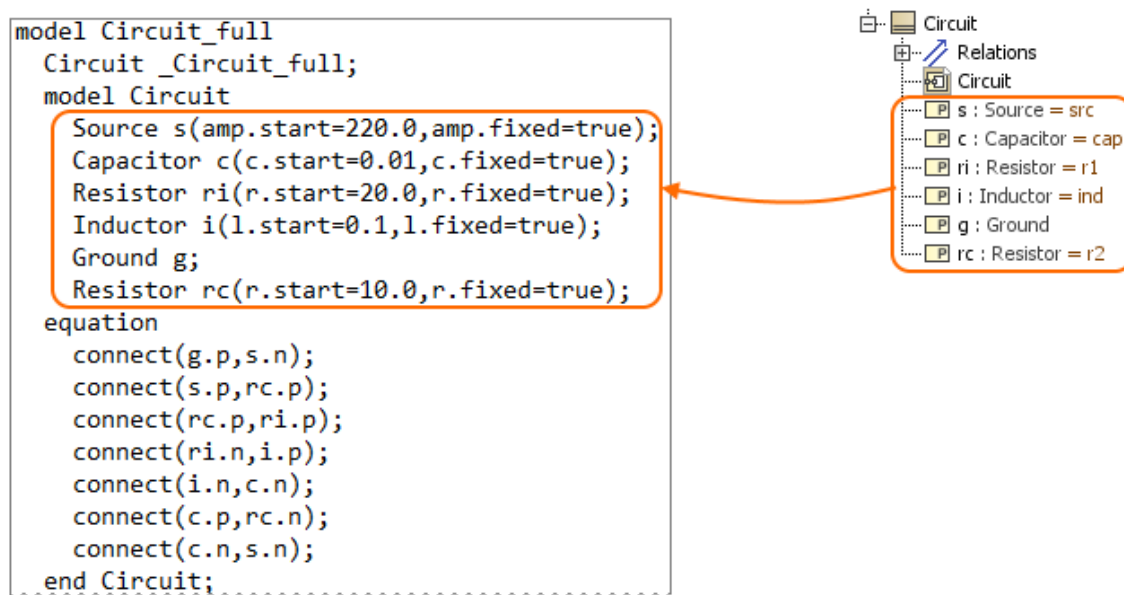 model Circuit_full
Circuit _Circuit_full;
model Circuit
Source s(amp.start=220.0,amp.fixed=true);
Capacitor c(c.start=0.01,c.fixed=true);
Resistor ri(r.start=20.0,r.fixed=true);
Inductor i(l.start=0.1,l.fixed=true);
Ground g;
Resistor rc(r.start=10.0,r.fixed=true);
equation
connect(g.p,s.n);
connect(s.p,rc.p);
connect(rc.p,ri.p);
connect(ri.n,i.p);
connect(i.n,c.n);
connect(c.p,rc.n);
connect(c.n,s.n);
end Circuit;
Circuit
Relations
Circuit
P s : Source = src
P c : Capacitor = cap
P ri : Resistor = r1
P i : Inductor = ind
P g : Ground
P rc : Resistor = r2